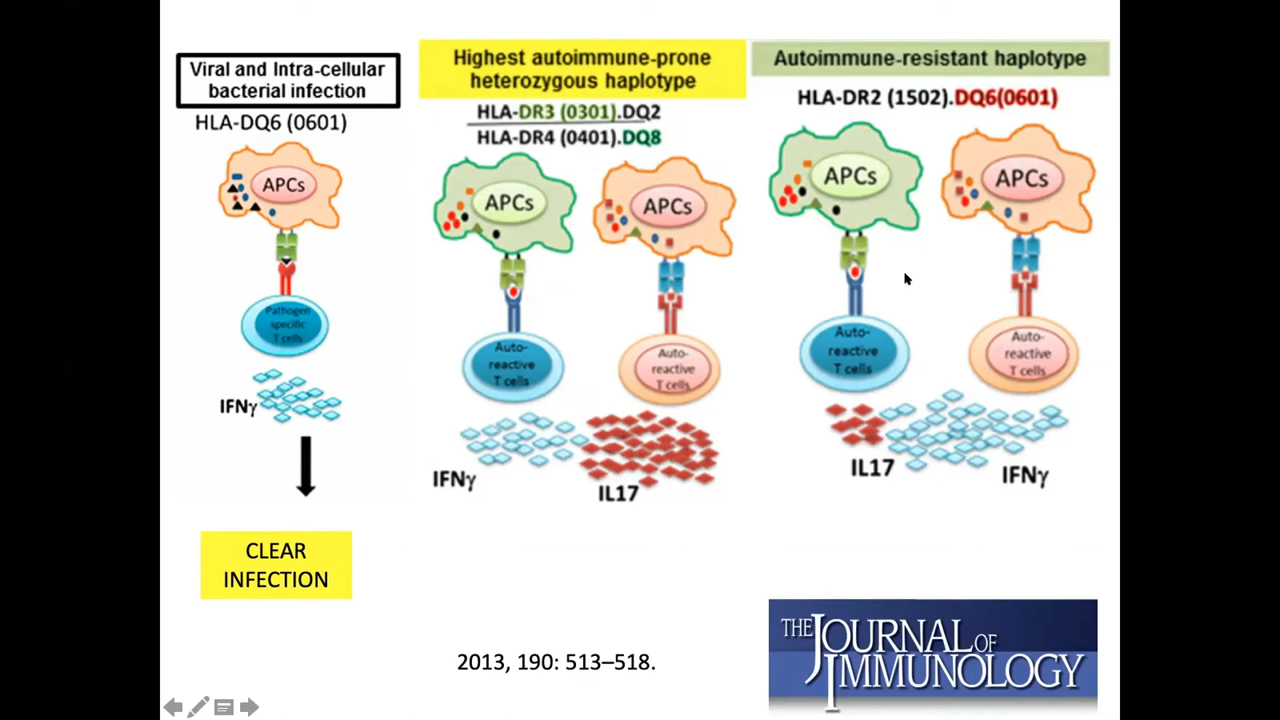 Viral and Intra-cellular
bacterial infection
HLA-DQ6 (0601)
APCs
Pathogen
specific
T cells
IFNγ
CLEAR
INFECTION
Highest autoimmune-prone
heterozygous haplotype
HLA-DR3 (0301).DQ2
HLA-DR4 (0401).DQ8
APCs
APCs
Auto-
reactive
T cells
Auto-
reactive
T cells
IFNγ
IL17
Autoimmune-resistant haplotype
HLA-DR2 (1502).DQ6(0601)
APCs
APCs
Auto-
reactive
T cells
Auto-
reactive
T cells
IL17
IFNγ
2013, 190: 513–518.
THE JOURNAL OF
IMMUNOLOGY